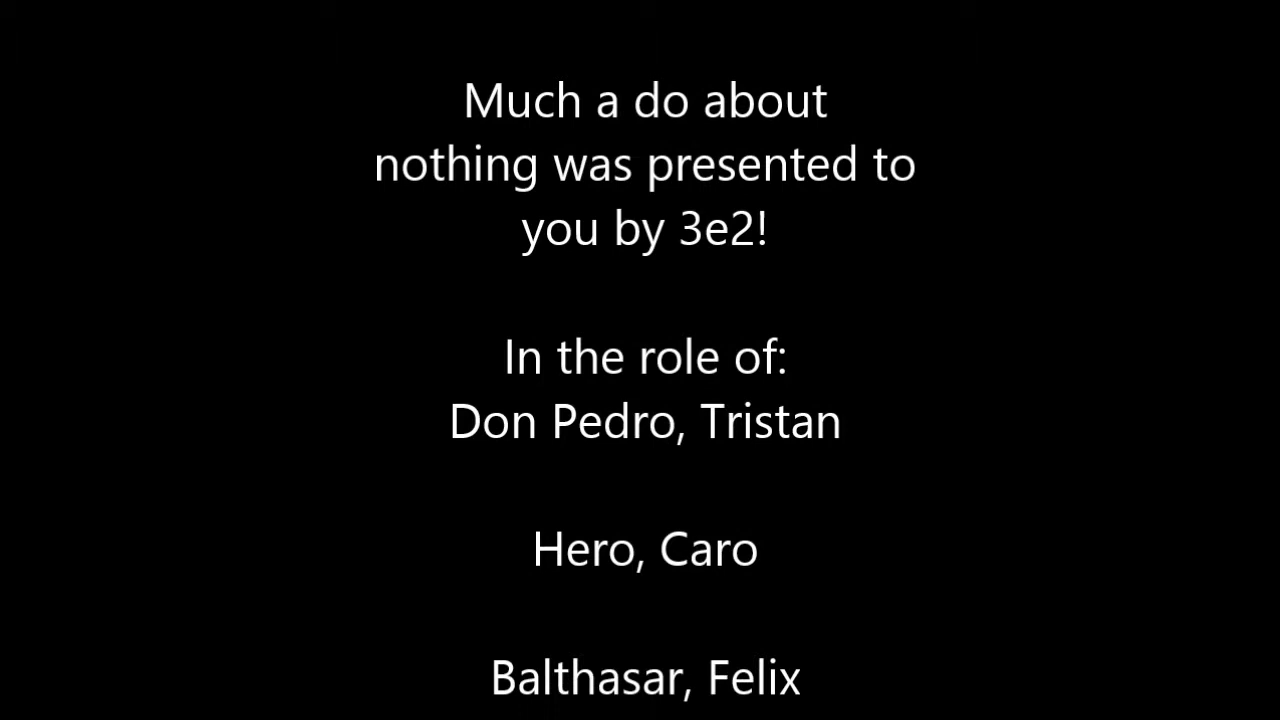 Much a do about
nothing was presented to
you by 3e2!
In the role of:
Don Pedro, Tristan
Hero, Caro
Balthasar, Felix